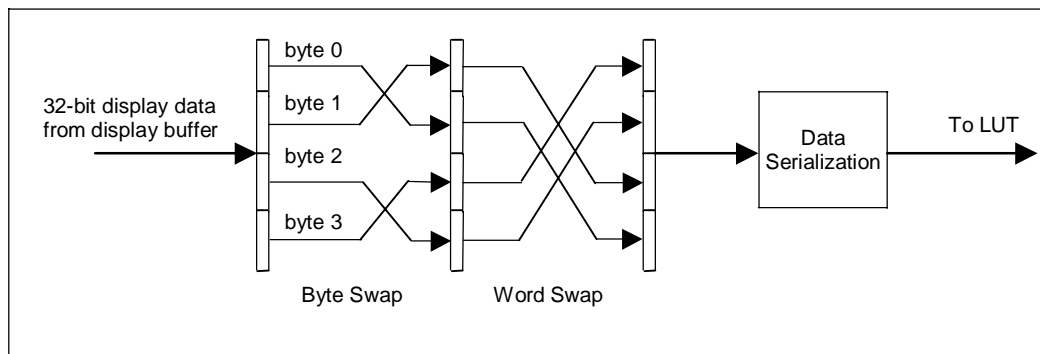 byte 0
32-bit display data
from display buffer
byte 1
byte 2
byte 3
Byte Swap
Word Swap
Data
Serialization
To LUT